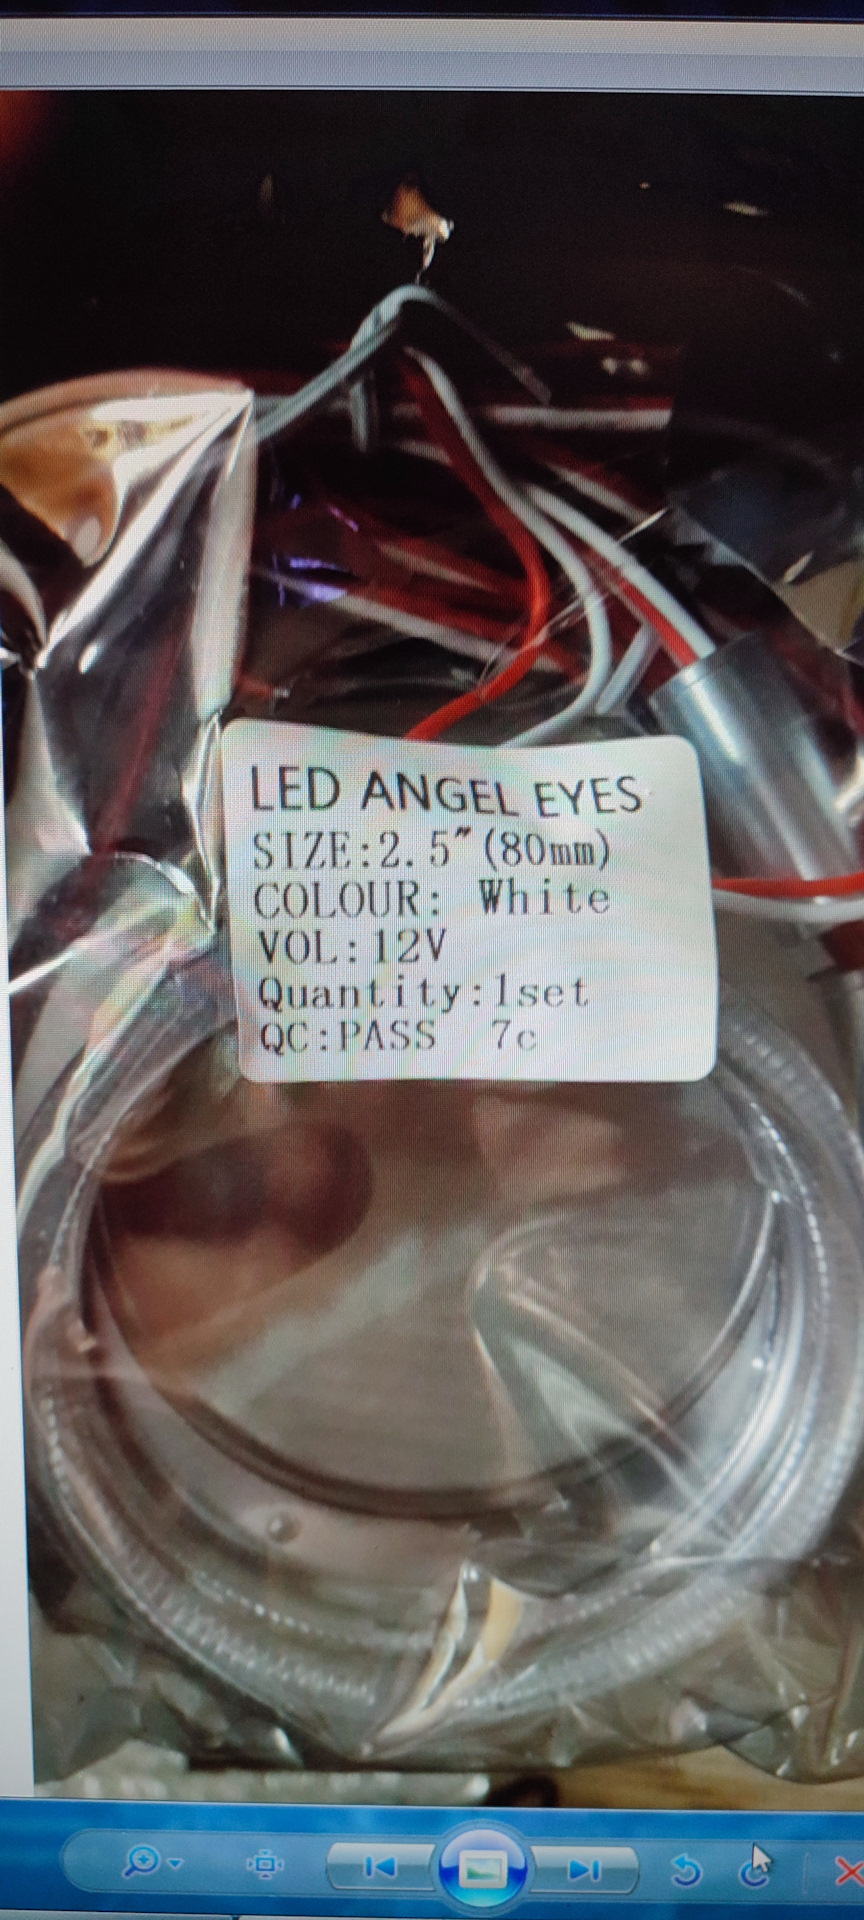 LED ANGEL EYES
SIZE:2.5″(80mm)
COLOUR: White
VOL:12V
Quantity:1set
QC:PASS 7c